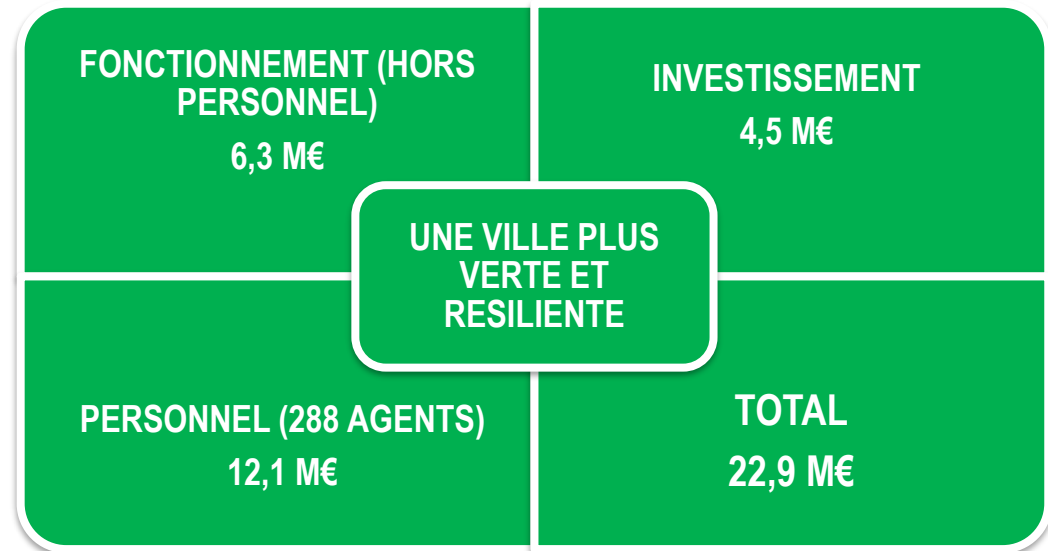 FONCTIONNEMENT (HORS
PERSONNEL)
6,3 M€
INVESTISSEMENT
4,5 M€
UNE VILLE PLUS
VERTE ET
RESILIENTE
PERSONNEL (288 AGENTS)
12,1 M€
TOTAL
22,9 M€